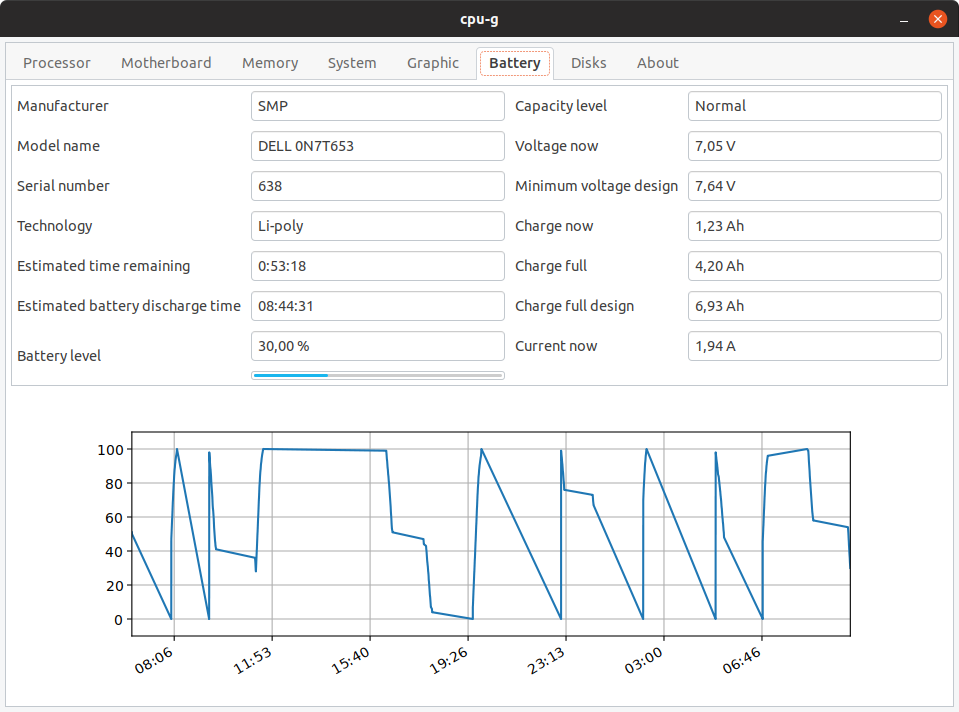 cpu-g
Processor Motherboard Memory System Graphic Battery Disks About
Manufacturer SMP Capacity level Normal
Model name DELL 0N7T653 Voltage now 7,05 V
Serial number 638 Minimum voltage design 7,64 V
Technology Li-poly Charge now 1,23 Ah
Estimated time remaining 0:53:18 Charge full 4,20 Ah
Estimated battery discharge time 08:44:31 Charge full design 6,93 Ah
Battery level 30,00 % Current now 1,94 A
100
80
60
40
20
0
08:06 11:53 15:40 19:26 23:13 03:00 06:46